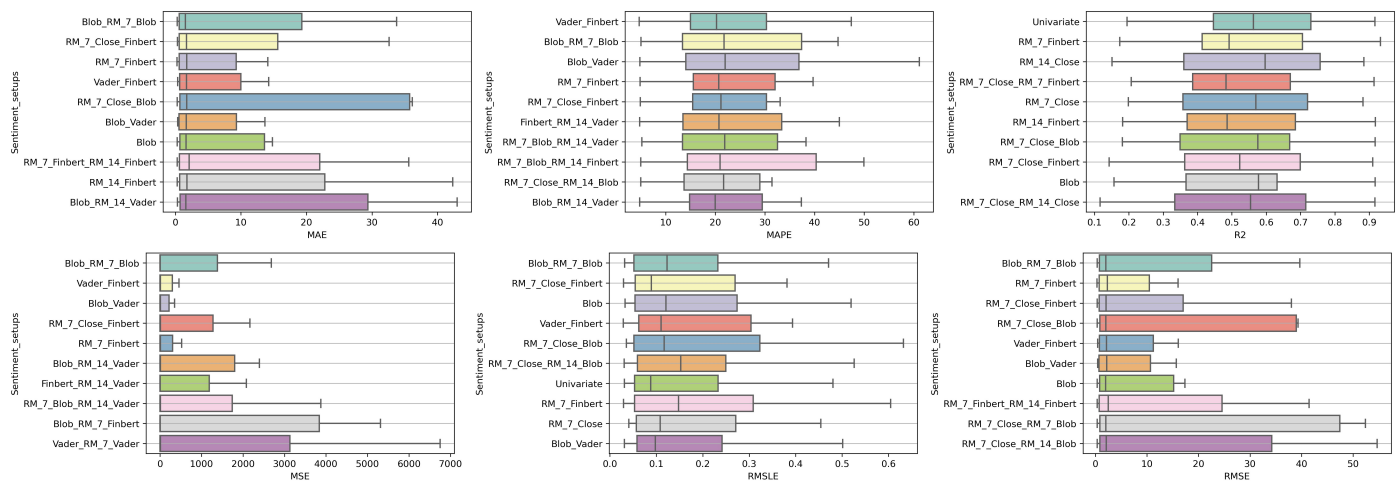 Sentiment_setups
Blob_RM_7_Blob
RM_7_Close_Finbert
RM_7_Finbert
Vader_Finbert
RM_7_Close_Blob
Blob_Vader
Blob
RM_7_Finbert_RM_14_Finbert
RM_14_Finbert
Blob_RM_14_Vader
0 10 20 30 40
MAE
Sentiment_setups
Vader_Finbert
Blob_RM_7_Blob
Blob_Vader
RM_7_Finbert
RM_7_Close_Finbert
Finbert_RM_14_Vader
RM_7_Blob_RM_14_Vader
RM_7_Blob_RM_14_Finbert
RM_7_Close_RM_14_Blob
Blob_RM_14_Vader
10 20 30 40 50 60
MAPE
Sentiment_setups
Univariate
RM_7_Finbert
RM_14_Close
RM_7_Close_RM_7_Finbert
RM_7_Close
RM_14_Finbert
RM_7_Close_Blob
RM_7_Close_Finbert
Blob
RM_7_Close_RM_14_Close
0.1 0.2 0.3 0.4 0.5 0.6 0.7 0.8 0.9
R2
Sentiment_setups
Blob_RM_7_Blob
Vader_Finbert
Blob_Vader
RM_7_Close_Finbert
RM_7_Finbert
Blob_RM_14_Vader
Finbert_RM_14_Vader
RM_7_Blob_RM_14_Vader
Blob_RM_7_Finbert
Vader_RM_7_Vader
0 1000 2000 3000 4000 5000 6000 7000
MSE
Sentiment_setups
Blob_RM_7_Blob
RM_7_Close_Finbert
Blob
Vader_Finbert
RM_7_Close_Blob
RM_7_Close_RM_14_Blob
Univariate
RM_7_Finbert
RM_7_Close
Blob_Vader
0.0 0.1 0.2 0.3 0.4 0.5 0.6
RMSLE
Sentiment_setups
Blob_RM_7_Blob
RM_7_Finbert
RM_7_Close_Finbert
RM_7_Close_Blob
Vader_Finbert
Blob_Vader
Blob
RM_7_Finbert_RM_14_Finbert
RM_7_Close_RM_7_Blob
RM_7_Close_RM_14_Blob
0 10 20 30 40 50
RMSE